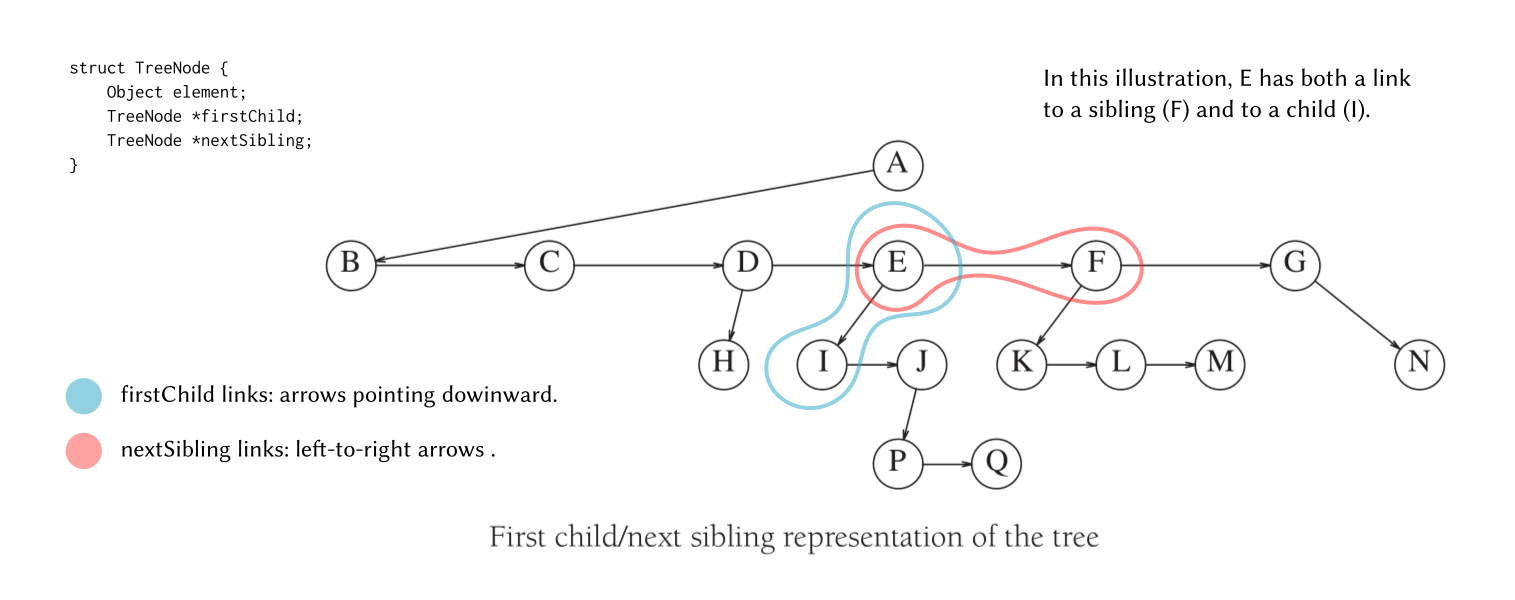 struct TreeNode {
    Object element;
    TreeNode *firstChild;
    TreeNode *nextSibling;
}
In this illustration, E has both a link
to a sibling (F) and to a child (I).
A
B C D E F G
H I J K L M N
firstChild links: arrows pointing dowinward.
nextSibling links: left-to-right arrows .
P Q
First child/next sibling representation of the tree